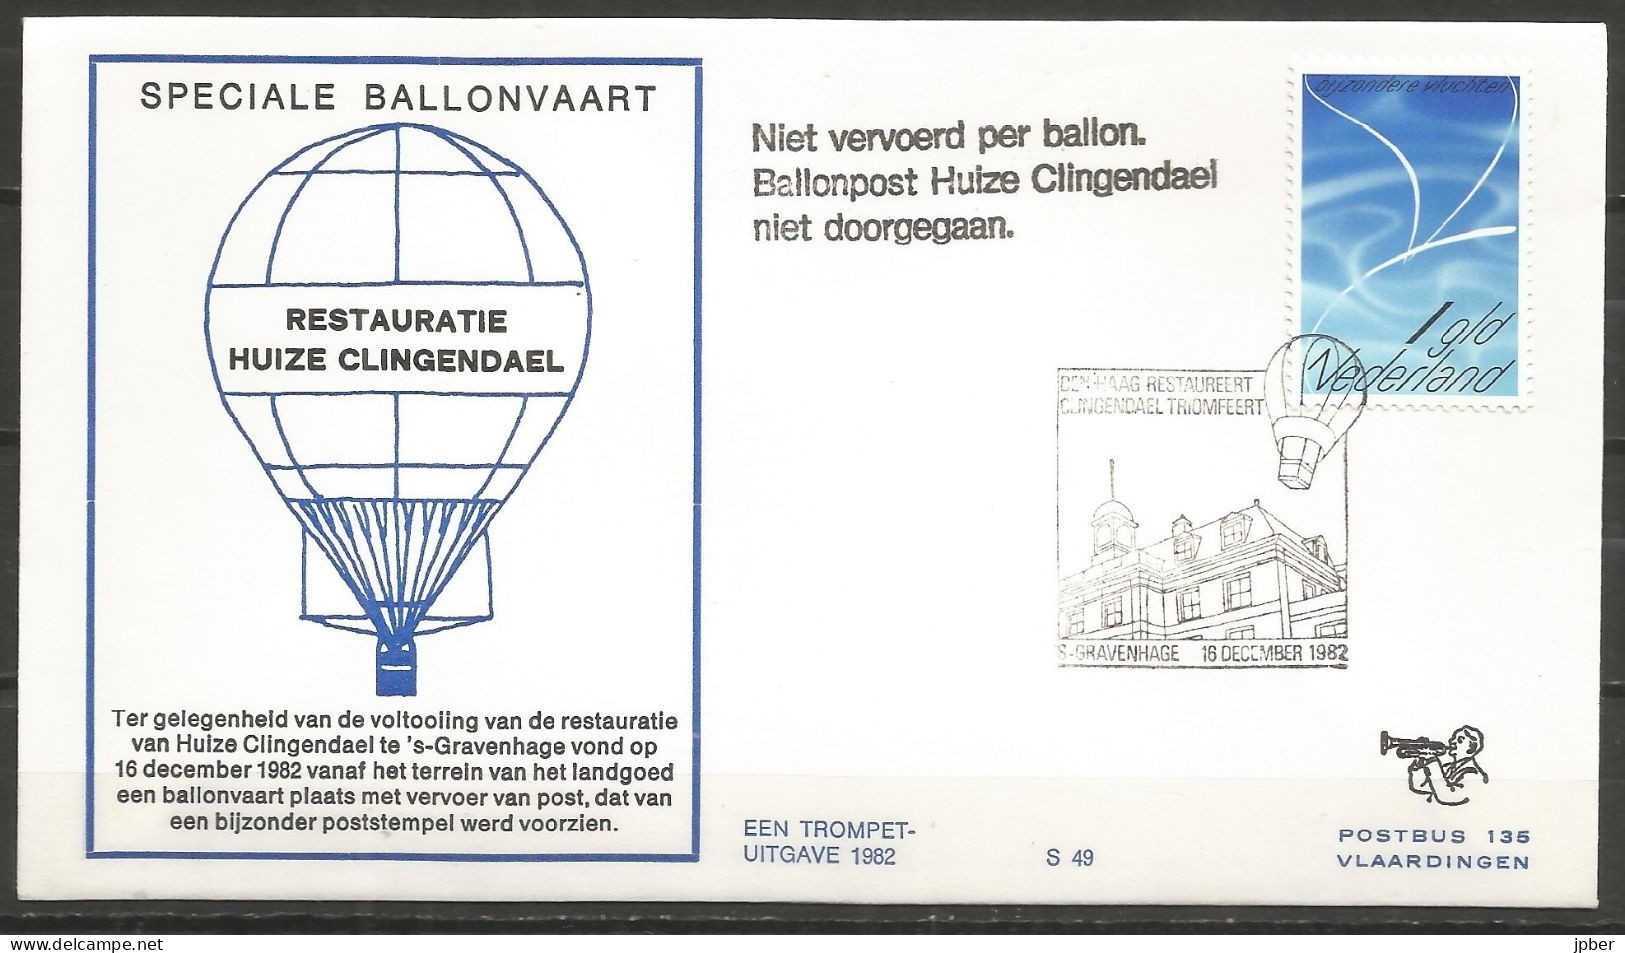 SPECIALE BALLONVAART
RESTAURATIE
HUIZE CLINGENDAEL
Ter gelegenheid van de voltooiing van de restauratie
van Huize Clingendael te 's-Gravenhage vond op
16 december 1982 vanaf het terrein van het landgoed
een ballonvaart plaats met vervoer van post, dat van
een bijzonder poststempel werd voorzien.
Niet vervoerd per ballon.
Ballonpost Huize Clingendael
niet doorgegaan.
bijzondere vluchten
1 gld
Nederland
DEN HAAG RESTAUREERT
CLINGENDAEL TRIOMFEERT
'S-GRAVENHAGE 16 DECEMBER 1982
EEN TROMPET-
UITGAVE 1982
S 49
POSTBUS 135
VLAARDINGEN
delcampe.net
jpber